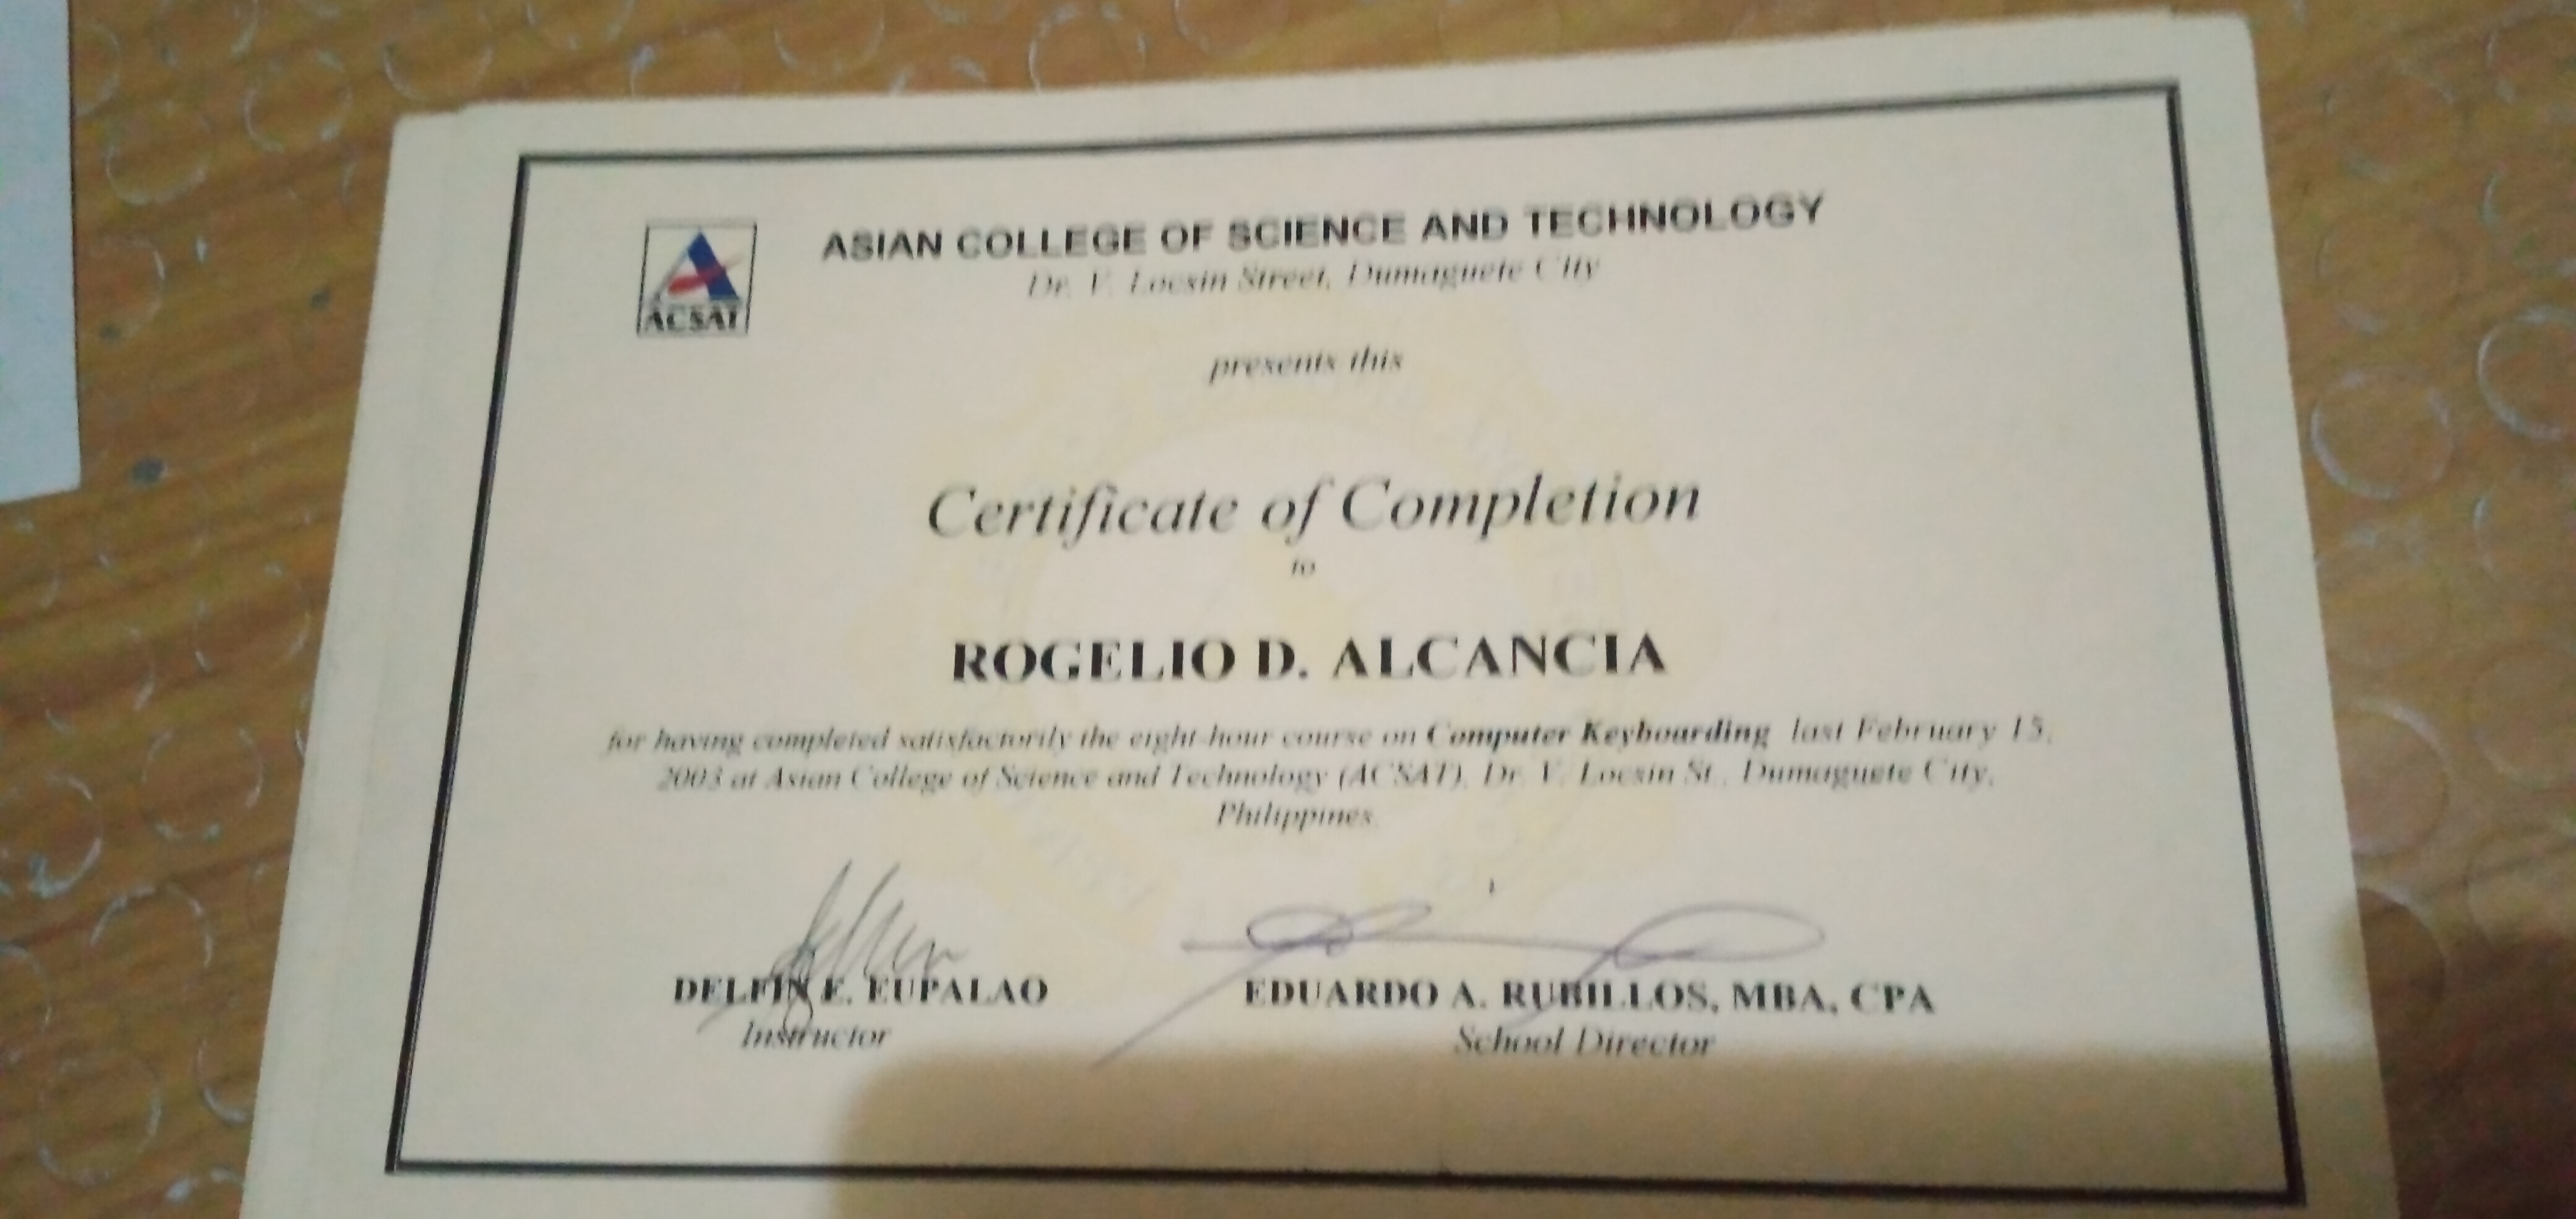 ACSAT
ASIAN COLLEGE OF SCIENCE AND TECHNOLOGY
Dr. V. Locsin Street, Dumaguete City
presents this
Certificate of Completion
to
ROGELIO D. ALCANCIA
for having completed satisfactorily the eight-hour course on Computer Keyboarding last February 15,
2003 at Asian College of Science and Technology (ACSAT), Dr. V. Locsin St., Dumaguete City,
Philippines.
DELFIN E. EUPALAO
Instructor
EDUARDO A. RUBILLOS, MBA, CPA
School Director